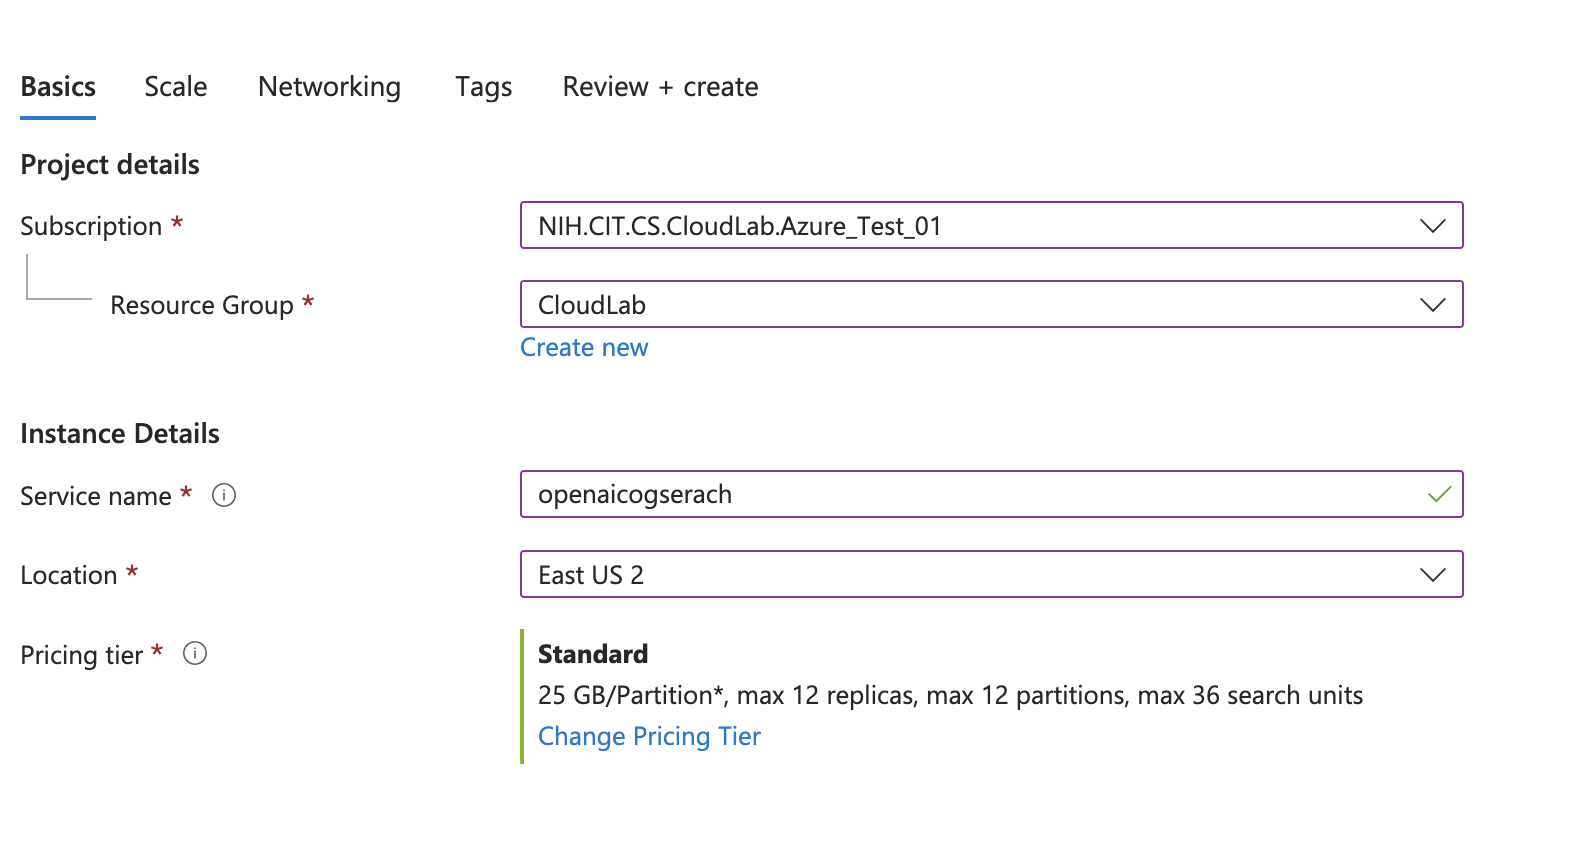 Basics Scale Networking Tags Review + create
Project details
Subscription * NIH.CIT.CS.CloudLab.Azure_Test_01
Resource Group * CloudLab
Create new
Instance Details
Service name * openaicogserach
Location * East US 2
Pricing tier * Standard
25 GB/Partition*, max 12 replicas, max 12 partitions, max 36 search units
Change Pricing Tier